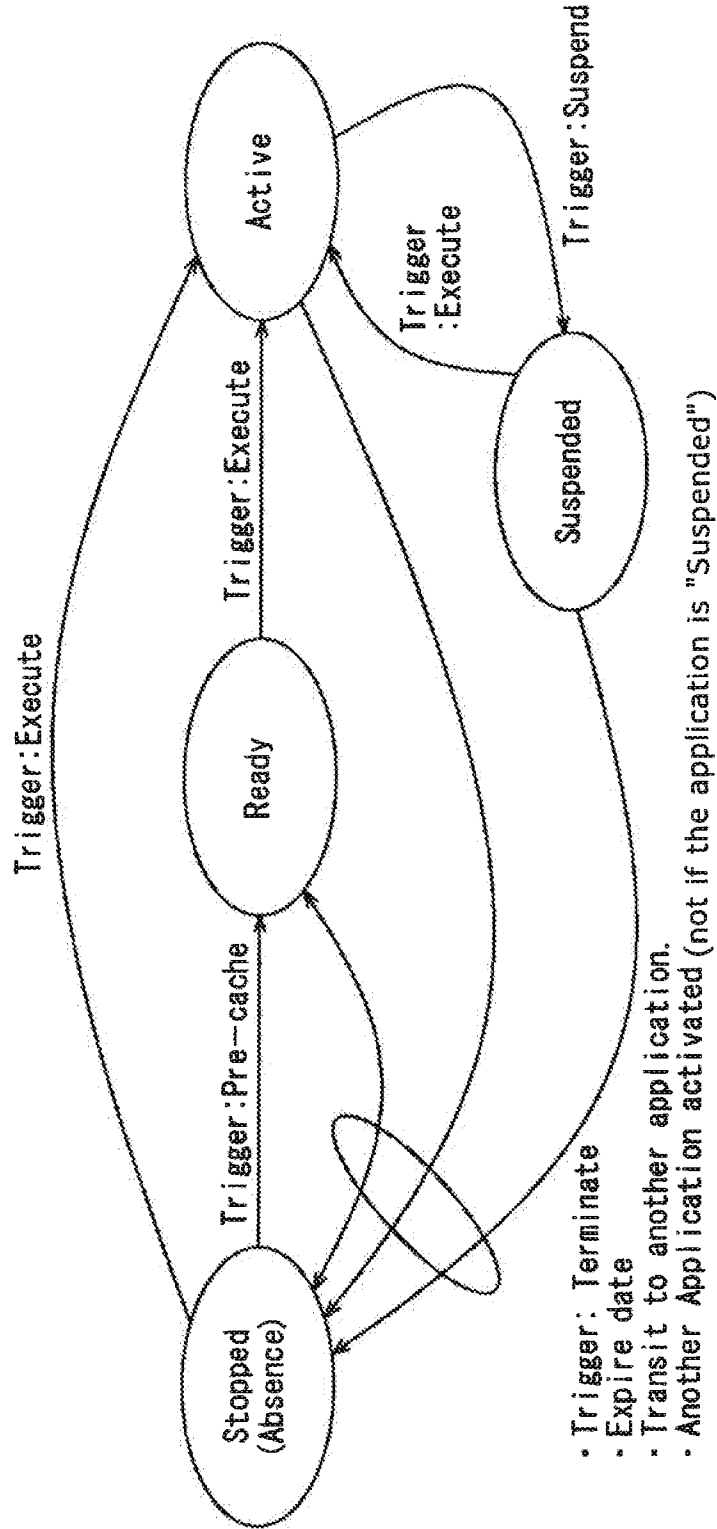 Trigger:Execute
Stopped
(Absence)
Trigger:Pre-cache
Ready
Trigger:Execute
Active
Trigger
:Execute
Trigger:Suspend
Suspended
・Trigger: Terminate
・Expire date
・Transit to another application.
・Another Application activated (not if the application is "Suspended")